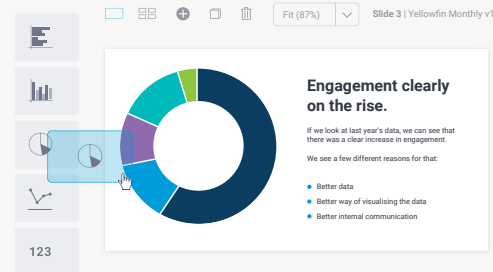 Fit (87%)
Slide 3 | Yellowfin Monthly v1
Engagement clearly
on the rise.
If we look at last year's data, we can see that
there was a clear increase in engagement.
We see a few different reasons for that:
Better data
Better way of visualising the data
Better internal communication
123